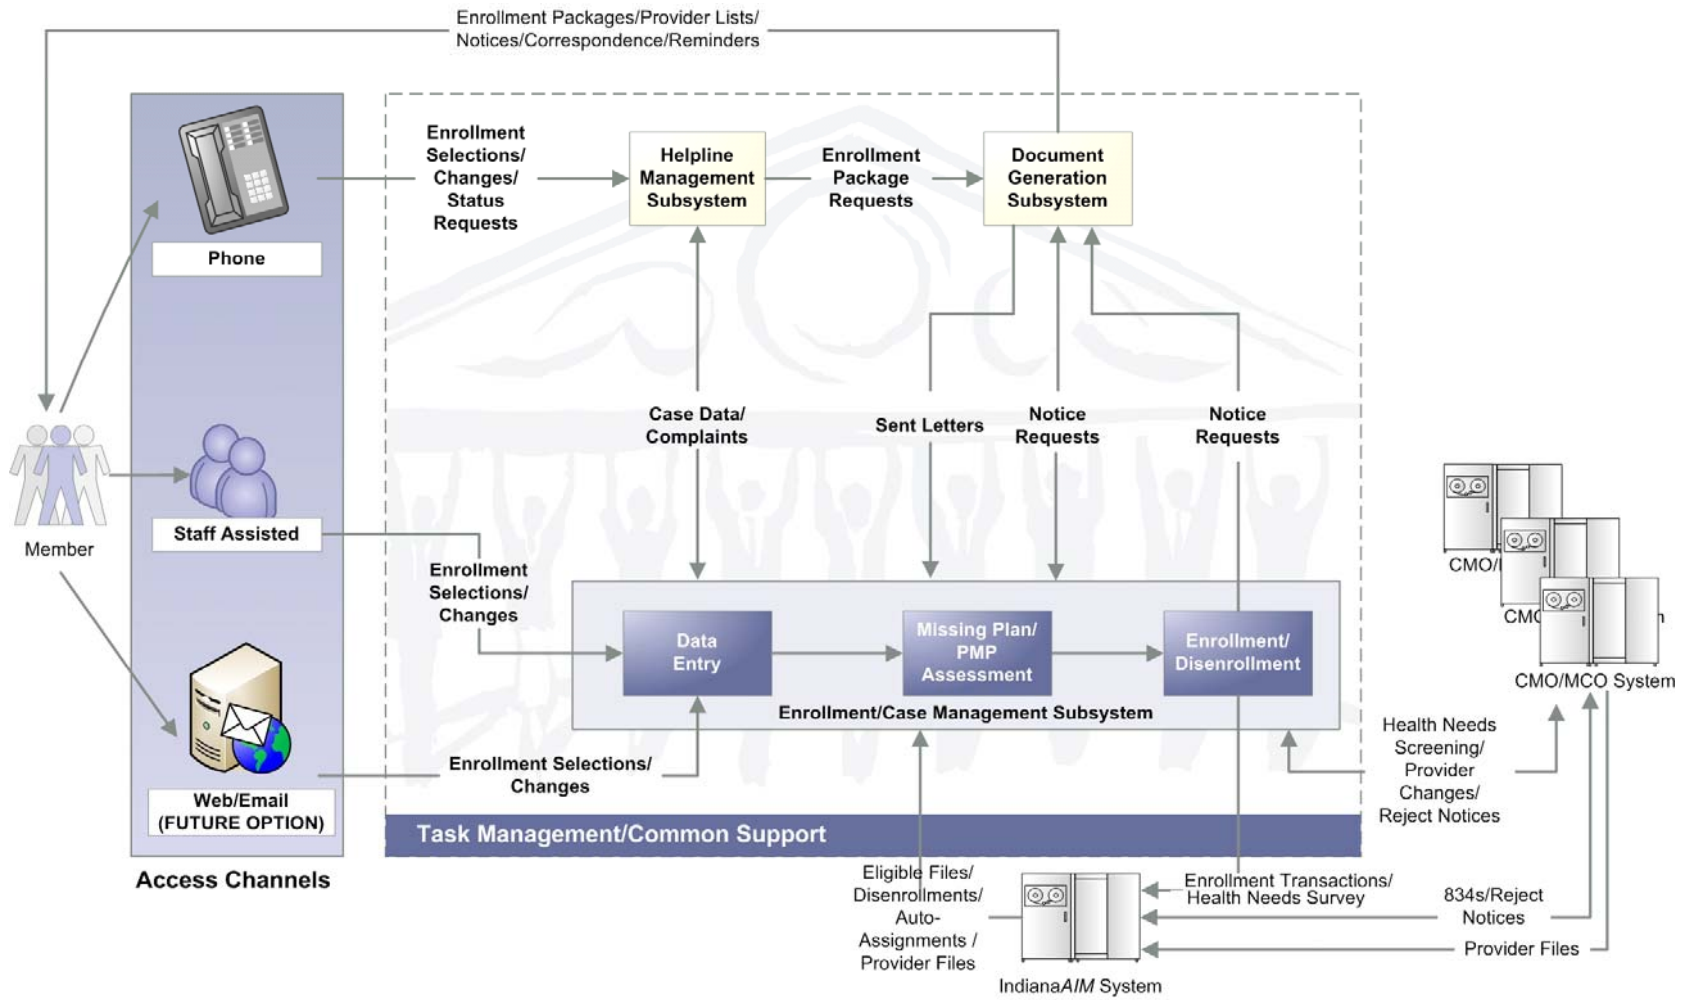 Enrollment Packages/Provider Lists/
Notices/Correspondence/Reminders
Phone
Enrollment
Selections/
Changes/
Status
Requests
Helpline
Management
Subsystem
Enrollment
Package
Requests
Document
Generation
Subsystem
Case Data/
Complaints
Sent Letters
Notice
Requests
Notice
Requests
Member
Staff Assisted
Enrollment
Selections/
Changes
Data
Entry
Missing Plan/
PMP
Assessment
Enrollment/
Disenrollment
Enrollment/Case Management Subsystem
CMO/
CMO/MCO System
Web/Email
(FUTURE OPTION)
Enrollment Selections/
Changes
Health Needs
Screening/
Provider
Changes/
Reject Notices
Task Management/Common Support
Access Channels
Eligible Files/
Disenrollments/
Auto-
Assignments /
Provider Files
IndianaAIM System
Enrollment Transactions/
Health Needs Survey
834s/Reject
Notices
Provider Files